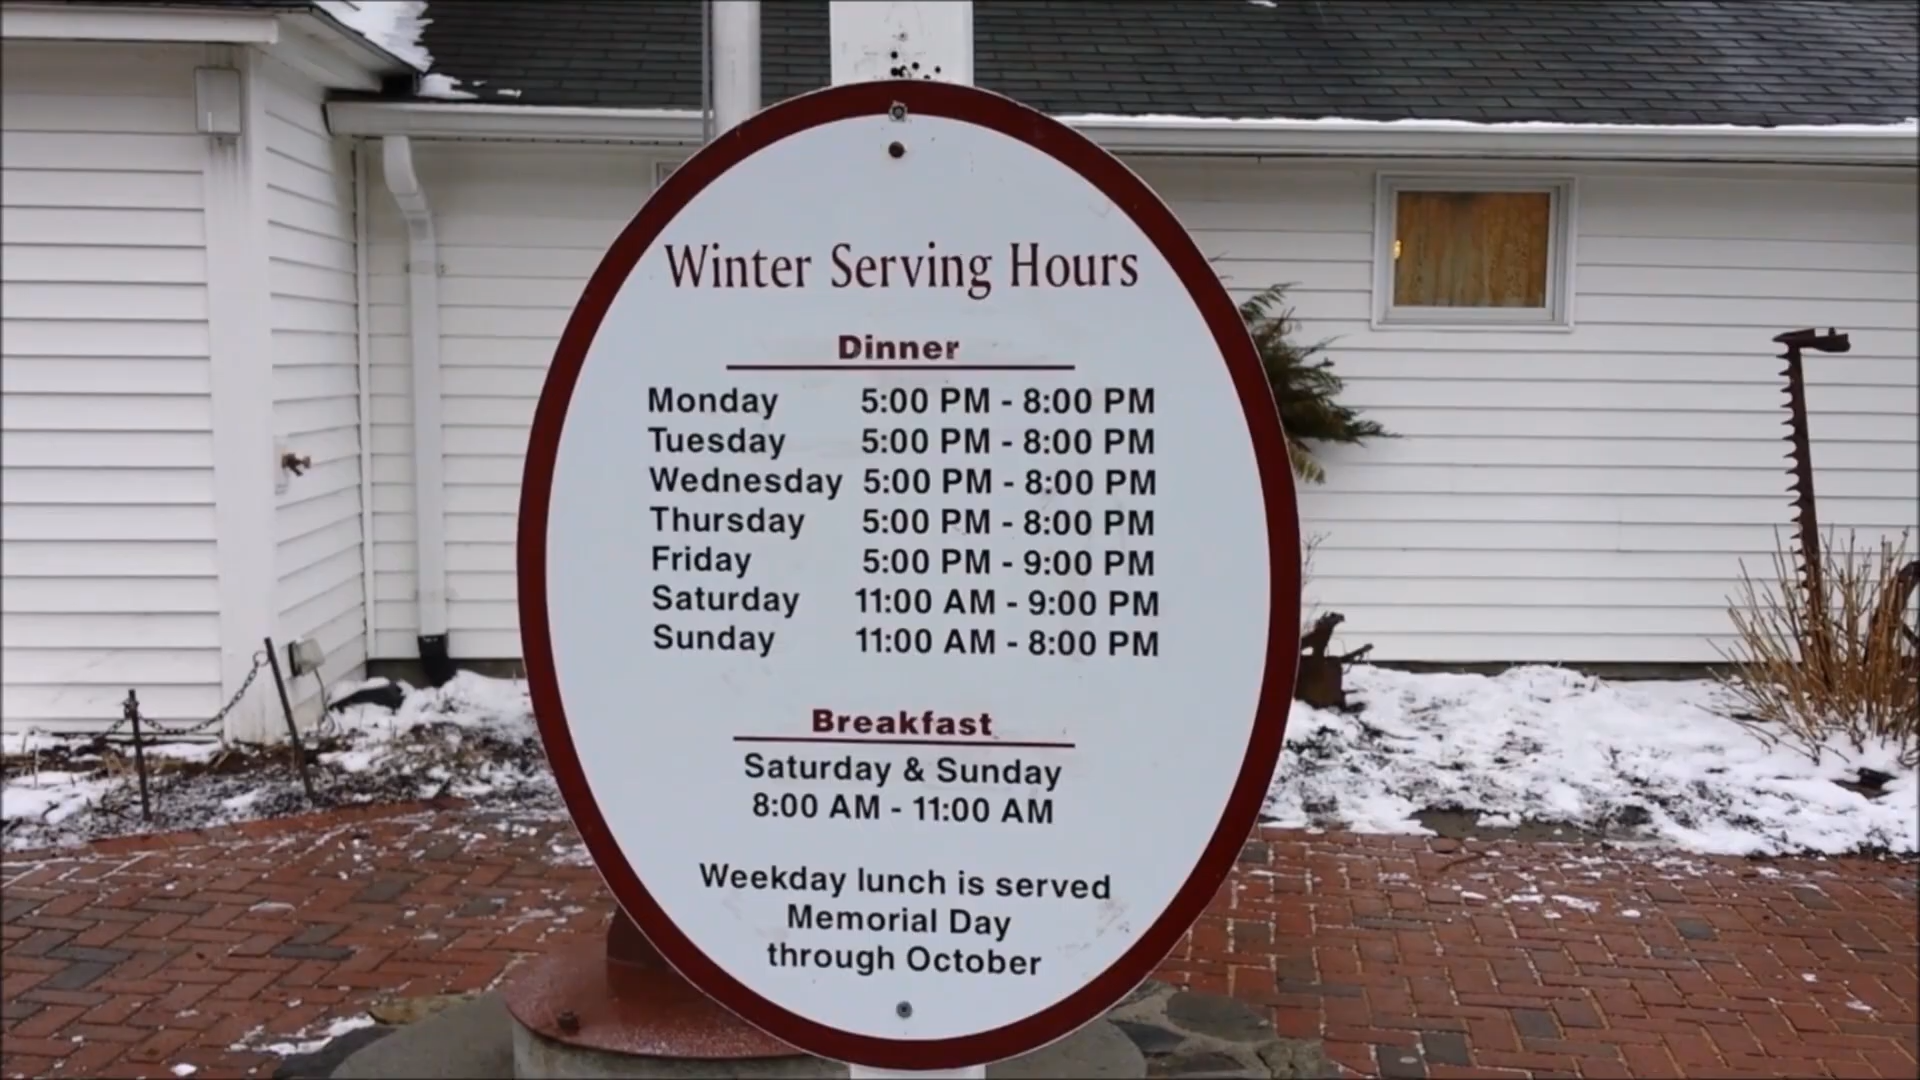 Winter Serving Hours
Dinner
Monday 5:00 PM - 8:00 PM
Tuesday 5:00 PM - 8:00 PM
Wednesday 5:00 PM - 8:00 PM
Thursday 5:00 PM - 8:00 PM
Friday 5:00 PM - 9:00 PM
Saturday 11:00 AM - 9:00 PM
Sunday 11:00 AM - 8:00 PM
Breakfast
Saturday & Sunday
8:00 AM - 11:00 AM
Weekday lunch is served
Memorial Day
through October